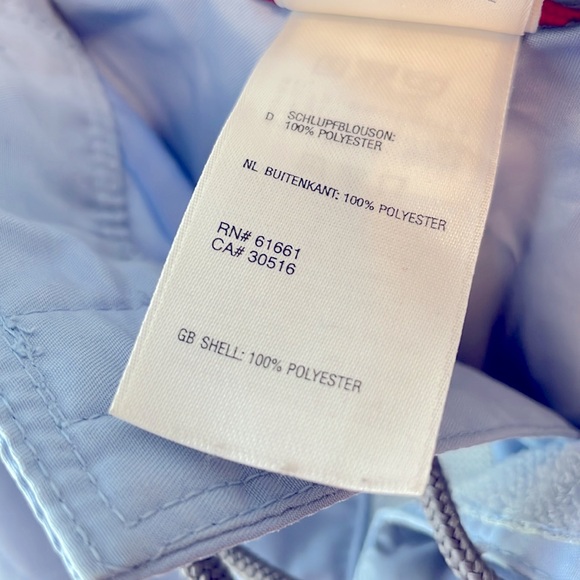 D SCHLUPFBLOUSON:
100% POLYESTER
NL BUITENKANT: 100% POLYESTER
RN# 61661
CA# 30516
GB SHELL: 100% POLYESTER